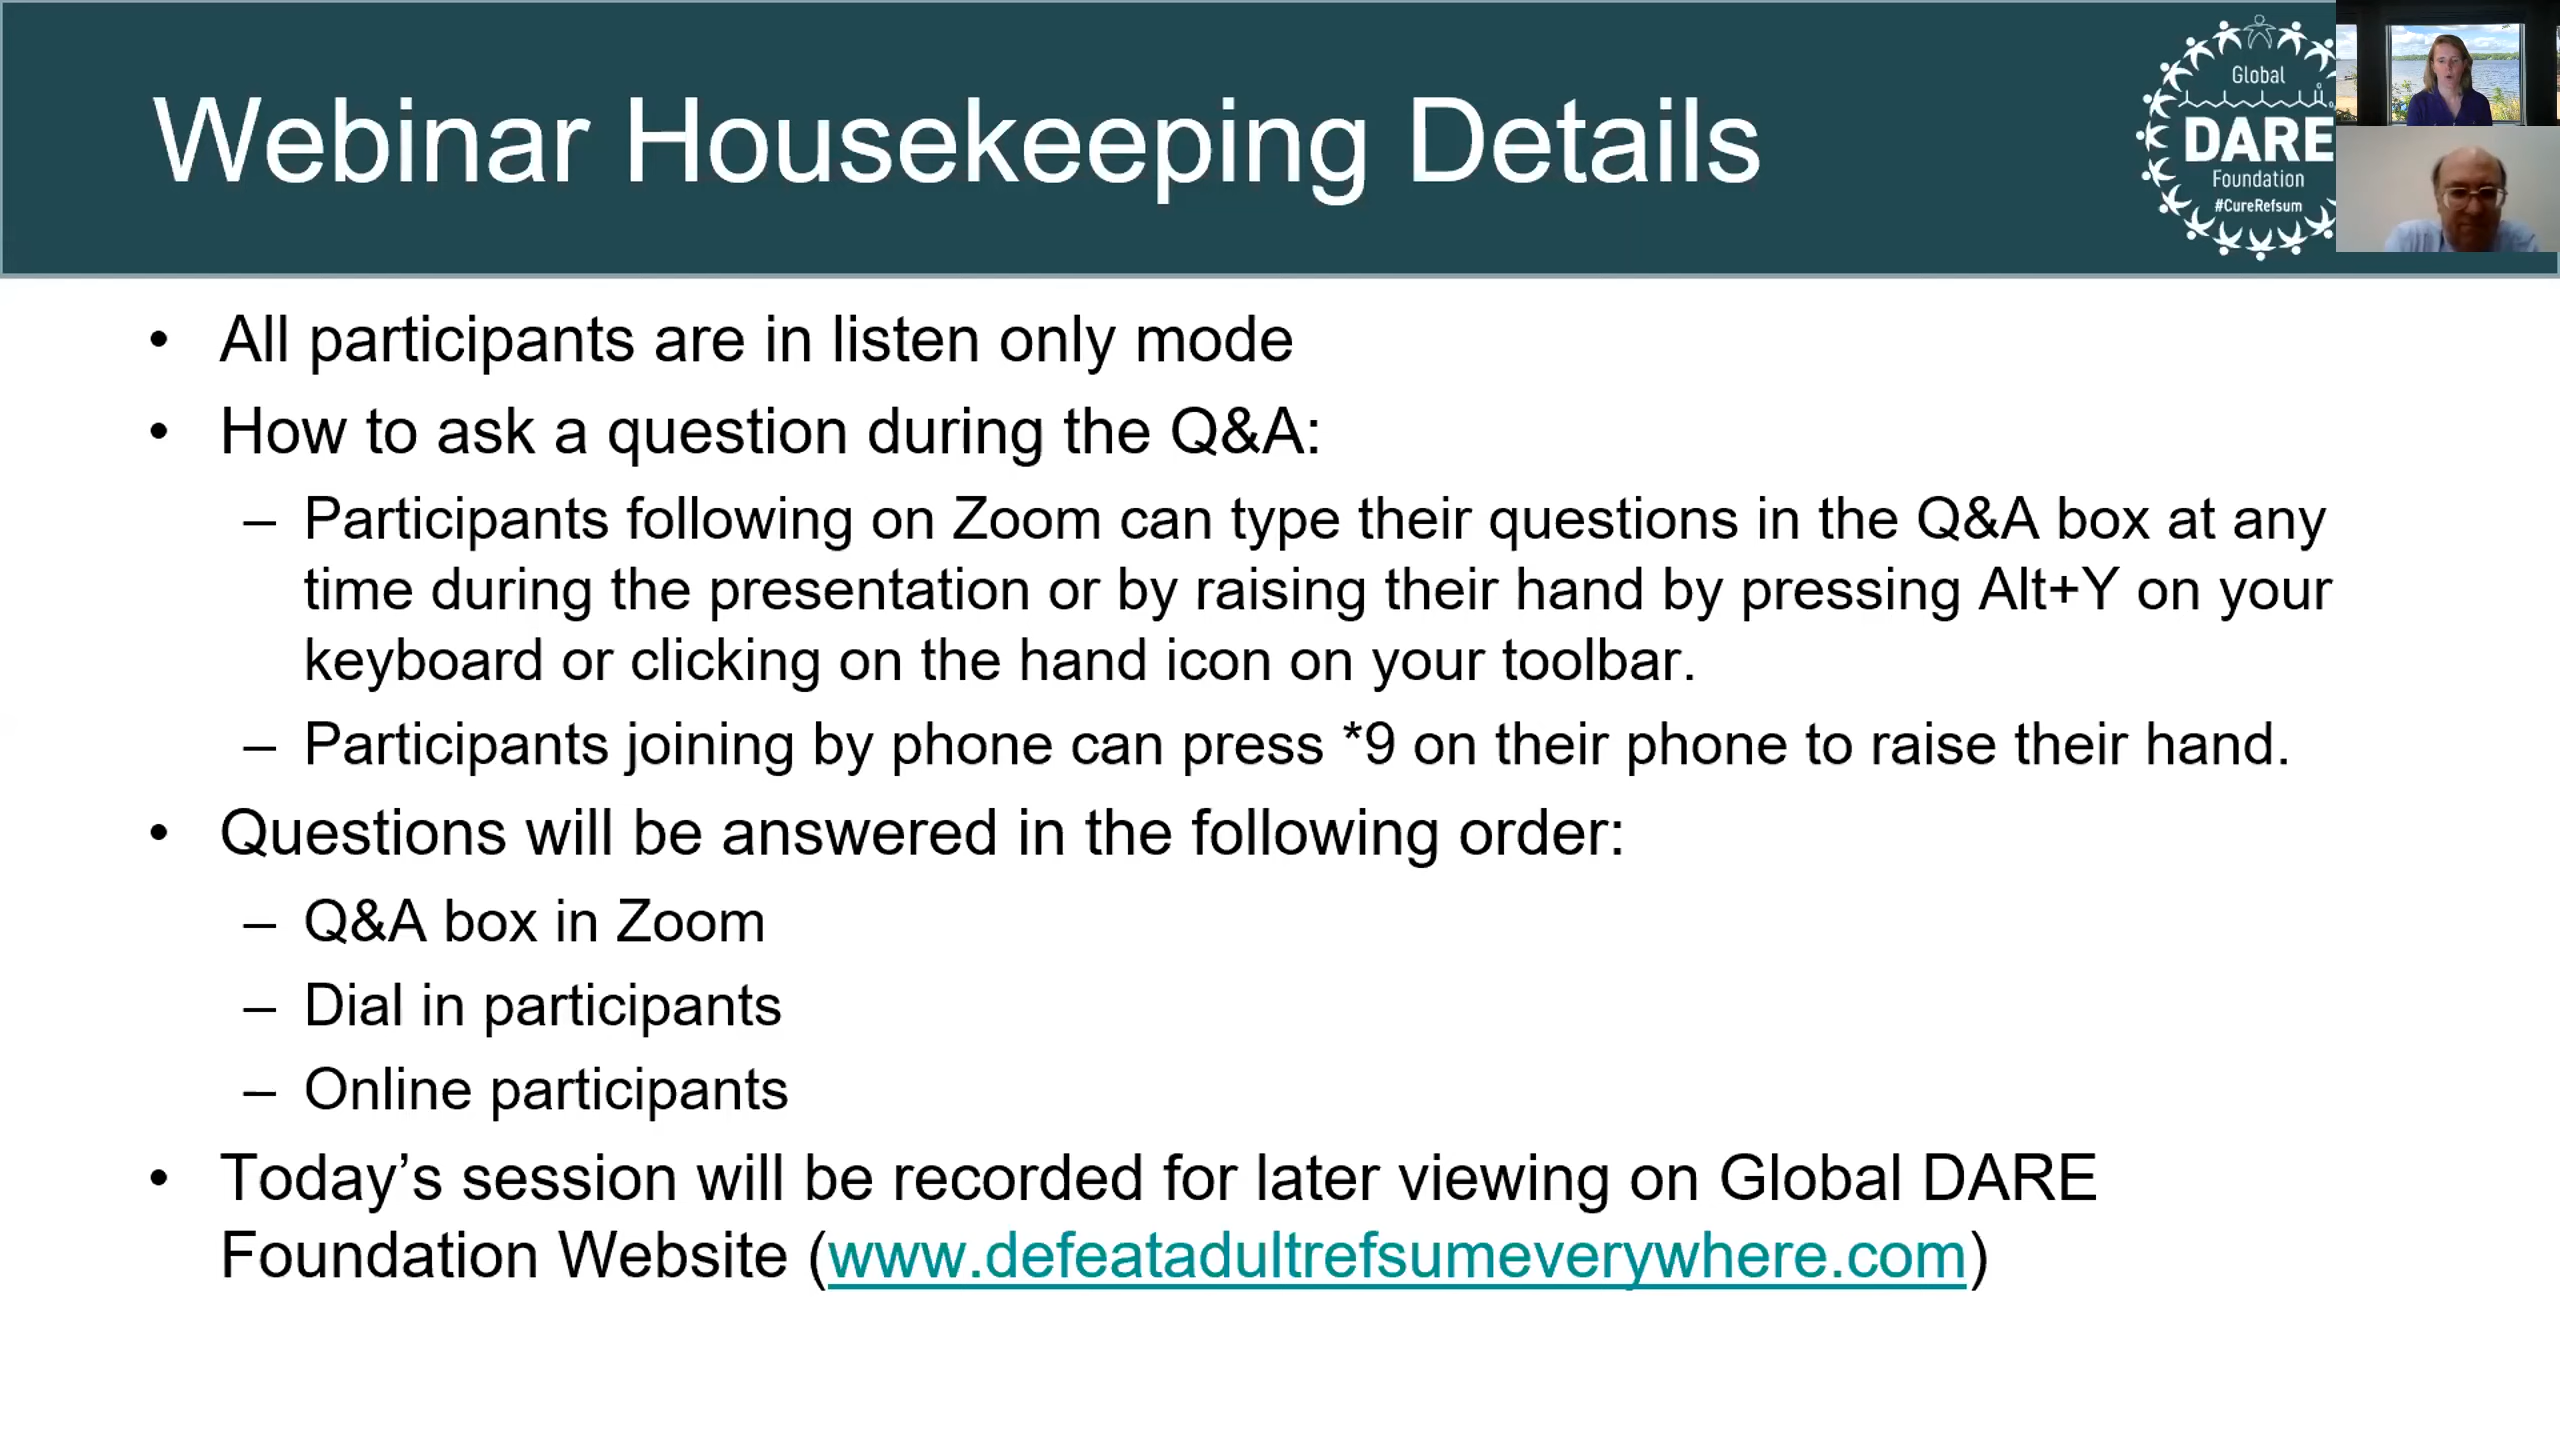 Webinar Housekeeping Details
Global
DARE
Foundation
#CureRefsum
• All participants are in listen only mode
• How to ask a question during the Q&A:
– Participants following on Zoom can type their questions in the Q&A box at any
time during the presentation or by raising their hand by pressing Alt+Y on your
keyboard or clicking on the hand icon on your toolbar.
– Participants joining by phone can press *9 on their phone to raise their hand.
• Questions will be answered in the following order:
– Q&A box in Zoom
– Dial in participants
– Online participants
• Today’s session will be recorded for later viewing on Global DARE
Foundation Website (www.defeatadultrefsumeverywhere.com)